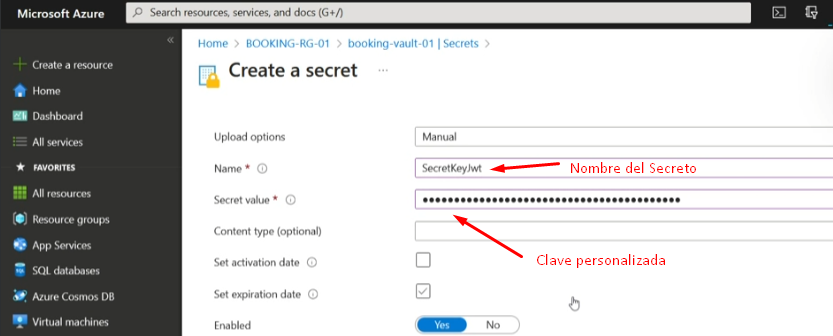 Microsoft Azure
Search resources, services, and docs (G+/)
«
Create a resource
Home
Dashboard
All services
FAVORITES
All resources
Resource groups
App Services
SQL databases
Azure Cosmos DB
Virtual machines
Home > BOOKING-RG-01 > booking-vault-01 | Secrets >
Create a secret ...
Upload options Manual
Name * SecretKeyJwt
Nombre del Secreto
Secret value * ••••••••••••••••••••••••••••••••••••••••••
Content type (optional)
Clave personalizada
Set activation date
Set expiration date
Enabled Yes No